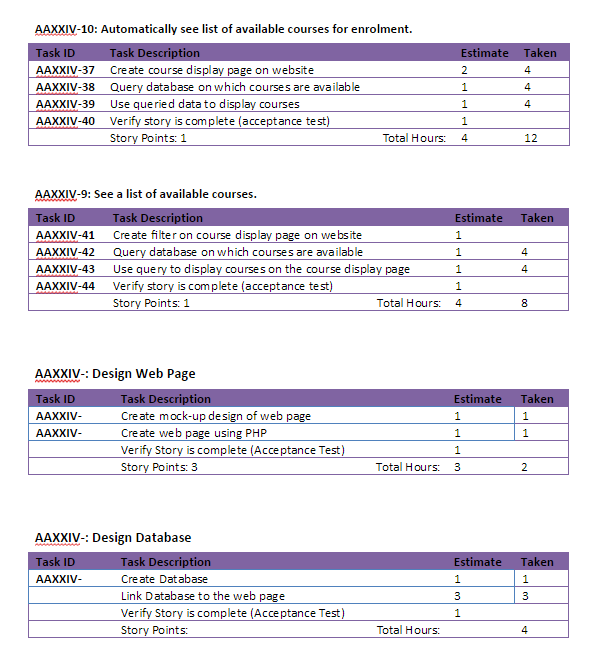 AAXXIV-10: Automatically see list of available courses for enrolment.
Task ID Task Description Estimate Taken
AAXXIV-37 Create course display page on website 2 4
AAXXIV-38 Query database on which courses are available 1 4
AAXXIV-39 Use queried data to display courses 1 4
AAXXIV-40 Verify story is complete (acceptance test) 1
Story Points: 1 Total Hours: 4 12
AAXXIV-9: See a list of available courses.
Task ID Task Description Estimate Taken
AAXXIV-41 Create filter on course display page on website 1
AAXXIV-42 Query database on which courses are available 1 4
AAXXIV-43 Use query to display courses on the course display page 1 4
AAXXIV-44 Verify story is complete (acceptance test) 1
Story Points: 1 Total Hours: 4 8
AAXXIV-: Design Web Page
Task ID Task Description Estimate Taken
AAXXIV- Create mock-up design of web page 1 1
AAXXIV- Create web page using PHP 1 1
Verify Story is complete (Acceptance Test) 1
Story Points: 3 Total Hours: 3 2
AAXXIV-: Design Database
Task ID Task Description Estimate Taken
AAXXIV- Create Database 1 1
Link Database to the web page 3 3
Verify Story is complete (Acceptance Test) 1
Story Points: Total Hours: 4